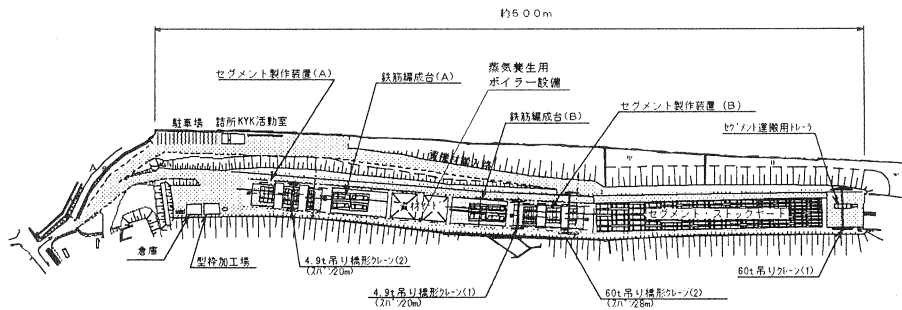 約500m
蒸気養生用
ボイラー設備
セグメント製作装置(A)
鉄筋編成台(A)
セグメント製作装置(B)
鉄筋編成台(B)
セグメント運搬用トレーラ
駐車場
詰所KYK活動室
セグメントストックヤード
倉庫
型枠加工場
4.9t吊り橋形クレーン(2)
(スパン20m)
4.9t吊り橋形クレーン(1)
(スパン20m)
60t吊り橋形クレーン(2)
(スパン28m)
60t吊りクレーン(1)